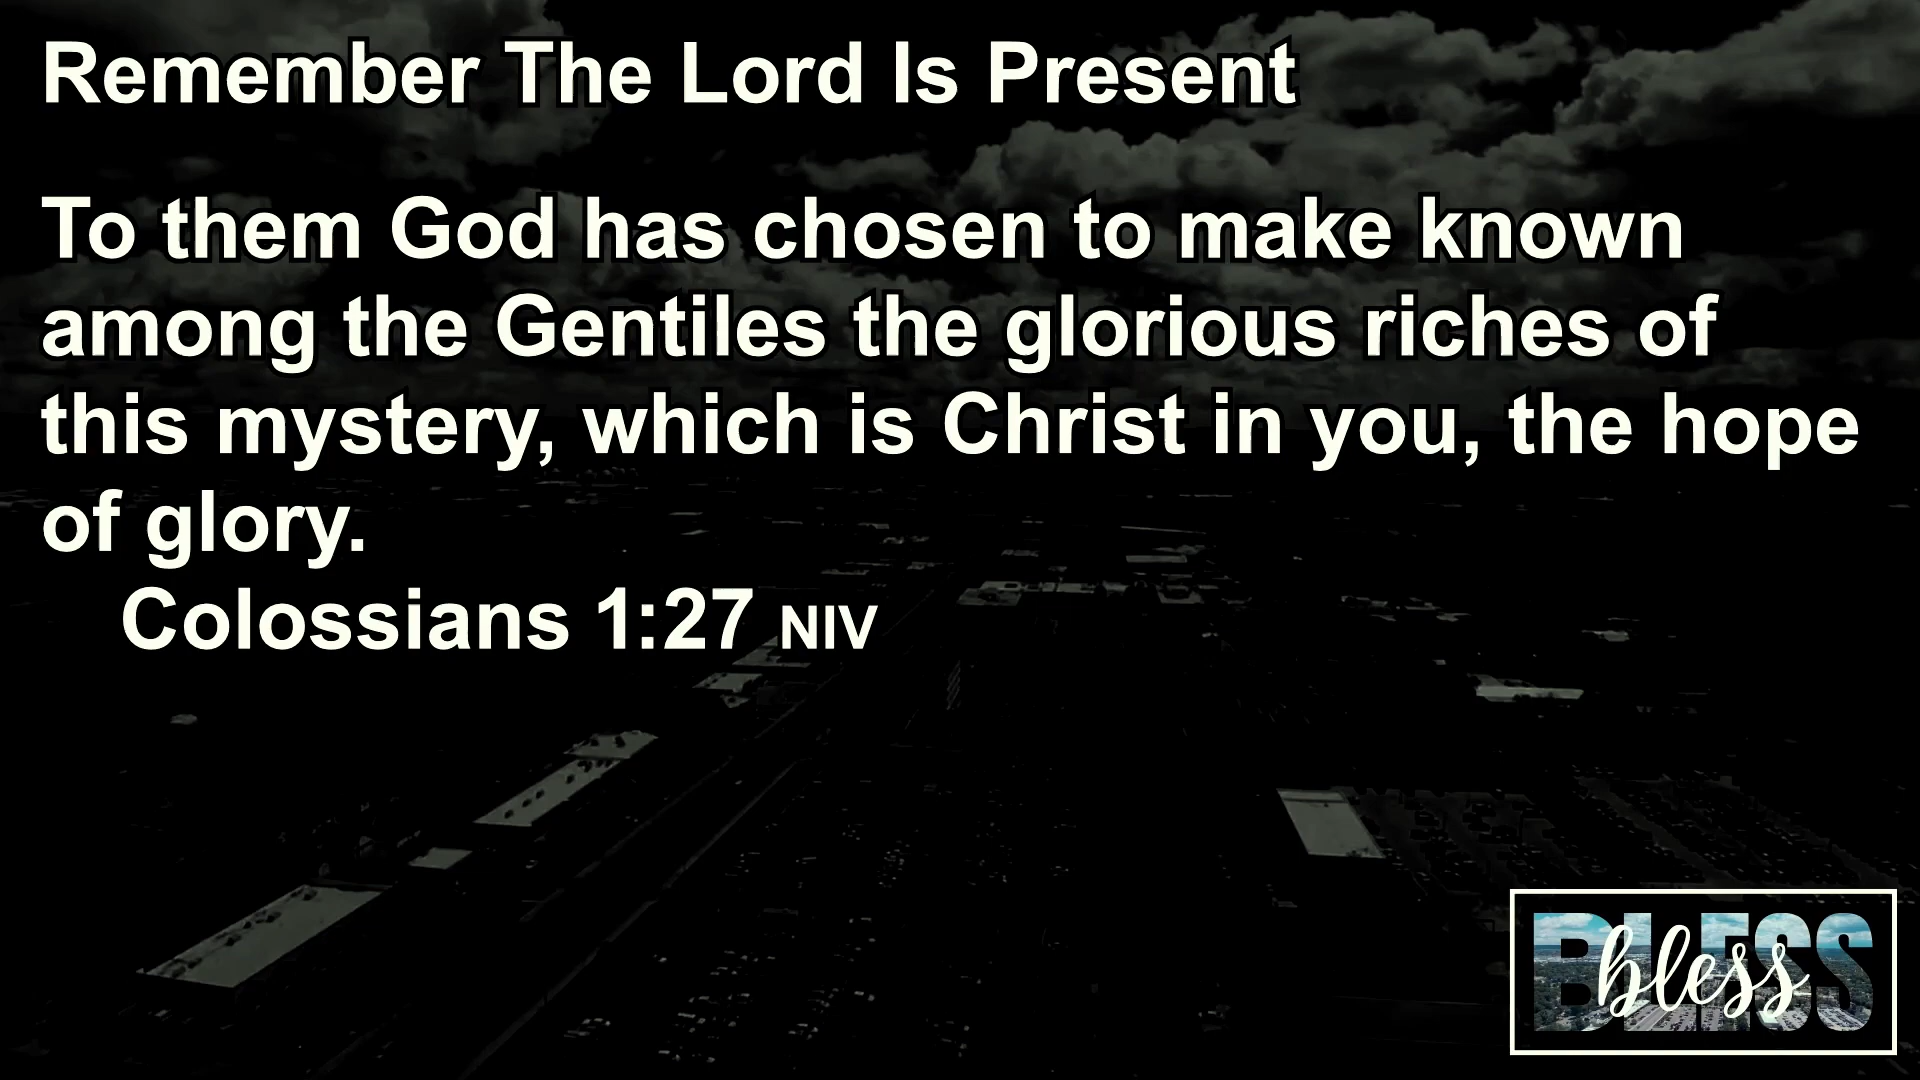 Remember The Lord Is Present
To them God has chosen to make known
among the Gentiles the glorious riches of
this mystery, which is Christ in you, the hope
of glory.
Colossians 1:27 NIV
BLESS
bless